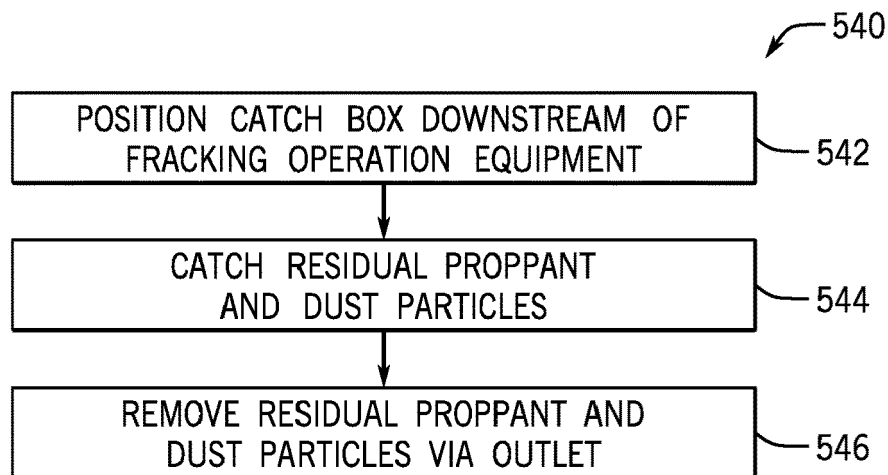 540
POSITION CATCH BOX DOWNSTREAM OF
FRACKING OPERATION EQUIPMENT
542
CATCH RESIDUAL PROPPANT
AND DUST PARTICLES
544
REMOVE RESIDUAL PROPPANT AND
DUST PARTICLES VIA OUTLET
546